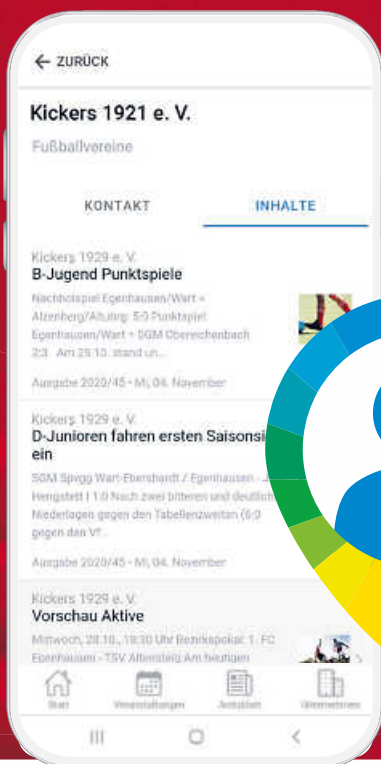 ← ZURÜCK
Kickers 1921 e. V.
Fußballvereine
KONTAKT
INHALTE
Kickers 1929 e. V.
B-Jugend Punktspiele
Nachholspiel Egenhausen/Wart +
5:0 Punktspiel
Egenhausen/Wart + SGM Oberreichenbach
2:3 Am 25.10. stand un...
Ausgabe 2020/45 - Mi, 04. November
Kickers 1929 e. V.
D-Junioren fahren ersten Saisonsi
ein
SGM Spvgg Wart-Ebershardt / Egenhausen -
Hengstett I 1:0 Nach zwei bitteren und deutlich
Niederlagen gegen den Tabellenzweiten (6:0
gegen den Vf...
Ausgabe 2020/45 - Mi, 04. November
Kickers 1929 e. V.
Vorschau Aktive
Mittwoch, 28.10., 19:30 Uhr Bezirkspokal: 1. FC
Egenhausen - TSV Altensteig Am heutigen
Start
Veranstaltungen
Amtsblatt
Unternehmen